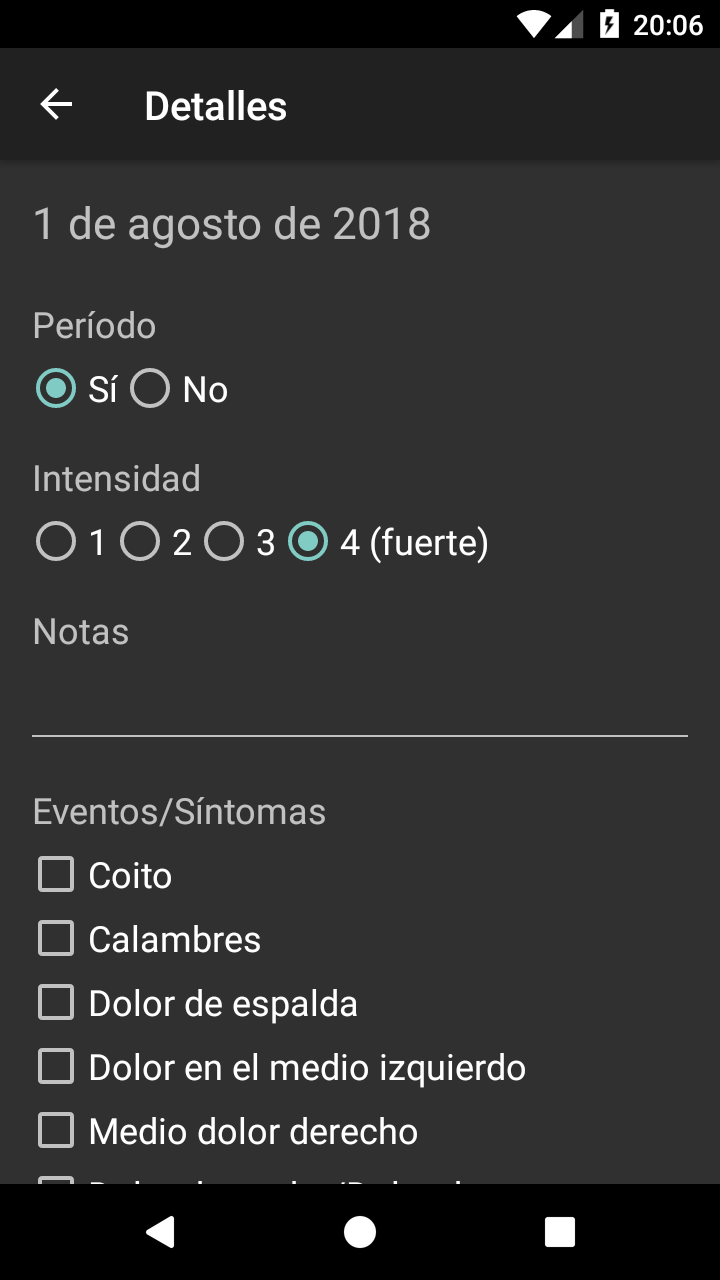 20:06
Detalles
1 de agosto de 2018
Período
Sí No
Intensidad
1 2 3 4 (fuerte)
Notas
Eventos/Síntomas
Coito
Calambres
Dolor de espalda
Dolor en el medio izquierdo
Medio dolor derecho